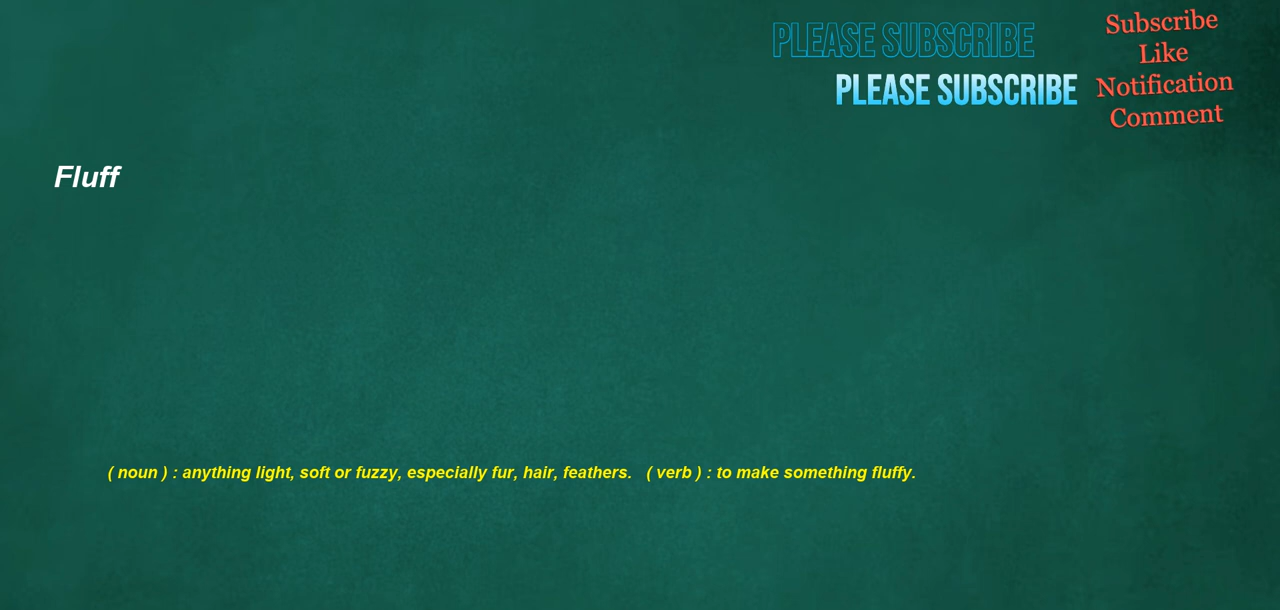 PLEASE SUBSCRIBE
PLEASE SUBSCRIBE
Subscribe
Like
Notification
Comment
Fluff
( noun ) : anything light, soft or fuzzy, especially fur, hair, feathers.   ( verb ) : to make something fluffy.